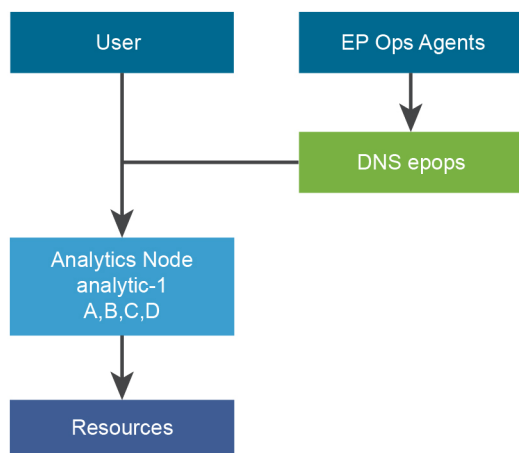 User
EP Ops Agents
DNS epops
Analytics Node
analytic-1
A,B,C,D
Resources